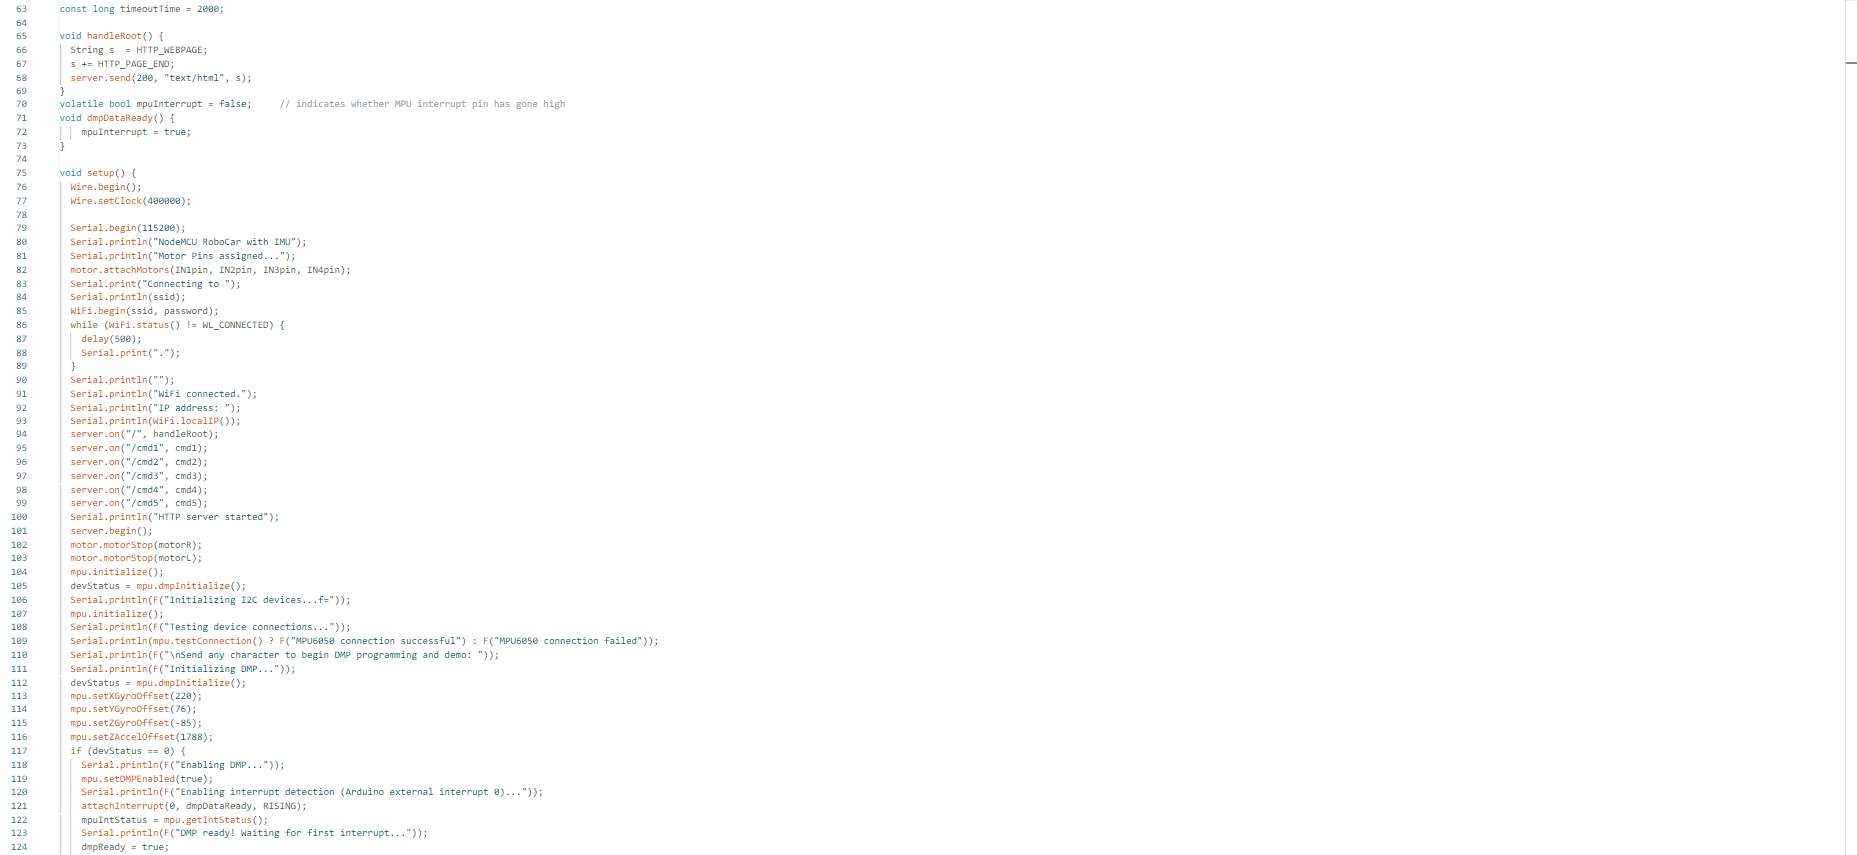 63 const long timeoutTime = 2000;
64
65 void handleRoot() {
66 String s  = HTTP_WEBPAGE;
67 s += HTTP_PAGE_END;
68 server.send(200, "text/html", s);
69 }
70 volatile bool mpuInterrupt = false;     // indicates whether MPU interrupt pin has gone high
71 void dmpDataReady() {
72 mpuInterrupt = true;
73 }
74
75 void setup() {
76 Wire.begin();
77 Wire.setClock(400000);
78
79 Serial.begin(115200);
80 Serial.println("NodeMCU RoboCar with IMU");
81 Serial.println("Motor Pins assigned...");
82 motor.attachMotors(IN1pin, IN2pin, IN3pin, IN4pin);
83 Serial.print("Connecting to ");
84 Serial.println(ssid);
85 WiFi.begin(ssid, password);
86 while (WiFi.status() != WL_CONNECTED) {
87 delay(500);
88 Serial.print(".");
89 }
90 Serial.println("");
91 Serial.println("WiFi connected.");
92 Serial.println("IP address: ");
93 Serial.println(WiFi.localIP());
94 server.on("/", handleRoot);
95 server.on("/cmd1", cmd1);
96 server.on("/cmd2", cmd2);
97 server.on("/cmd3", cmd3);
98 server.on("/cmd4", cmd4);
99 server.on("/cmd5", cmd5);
100 Serial.println("HTTP server started");
101 server.begin();
102 motor.motorStop(motorR);
103 motor.motorStop(motorL);
104 mpu.initialize();
105 devStatus = mpu.dmpInitialize();
106 Serial.println(F("Initializing I2C devices...f="));
107 mpu.initialize();
108 Serial.println(F("Testing device connections..."));
109 Serial.println(mpu.testConnection() ? F("MPU6050 connection successful") : F("MPU6050 connection failed"));
110 Serial.println(F("\nSend any character to begin DMP programming and demo: "));
111 Serial.println(F("Initializing DMP..."));
112 devStatus = mpu.dmpInitialize();
113 mpu.setXGyroOffset(220);
114 mpu.setYGyroOffset(76);
115 mpu.setZGyroOffset(-85);
116 mpu.setZAccelOffset(1788);
117 if (devStatus == 0) {
118 Serial.println(F("Enabling DMP..."));
119 mpu.setDMPEnabled(true);
120 Serial.println(F("Enabling interrupt detection (Arduino external interrupt 0)..."));
121 attachInterrupt(0, dmpDataReady, RISING);
122 mpuIntStatus = mpu.getIntStatus();
123 Serial.println(F("DMP ready! Waiting for first interrupt..."));
124 dmpReady = true;